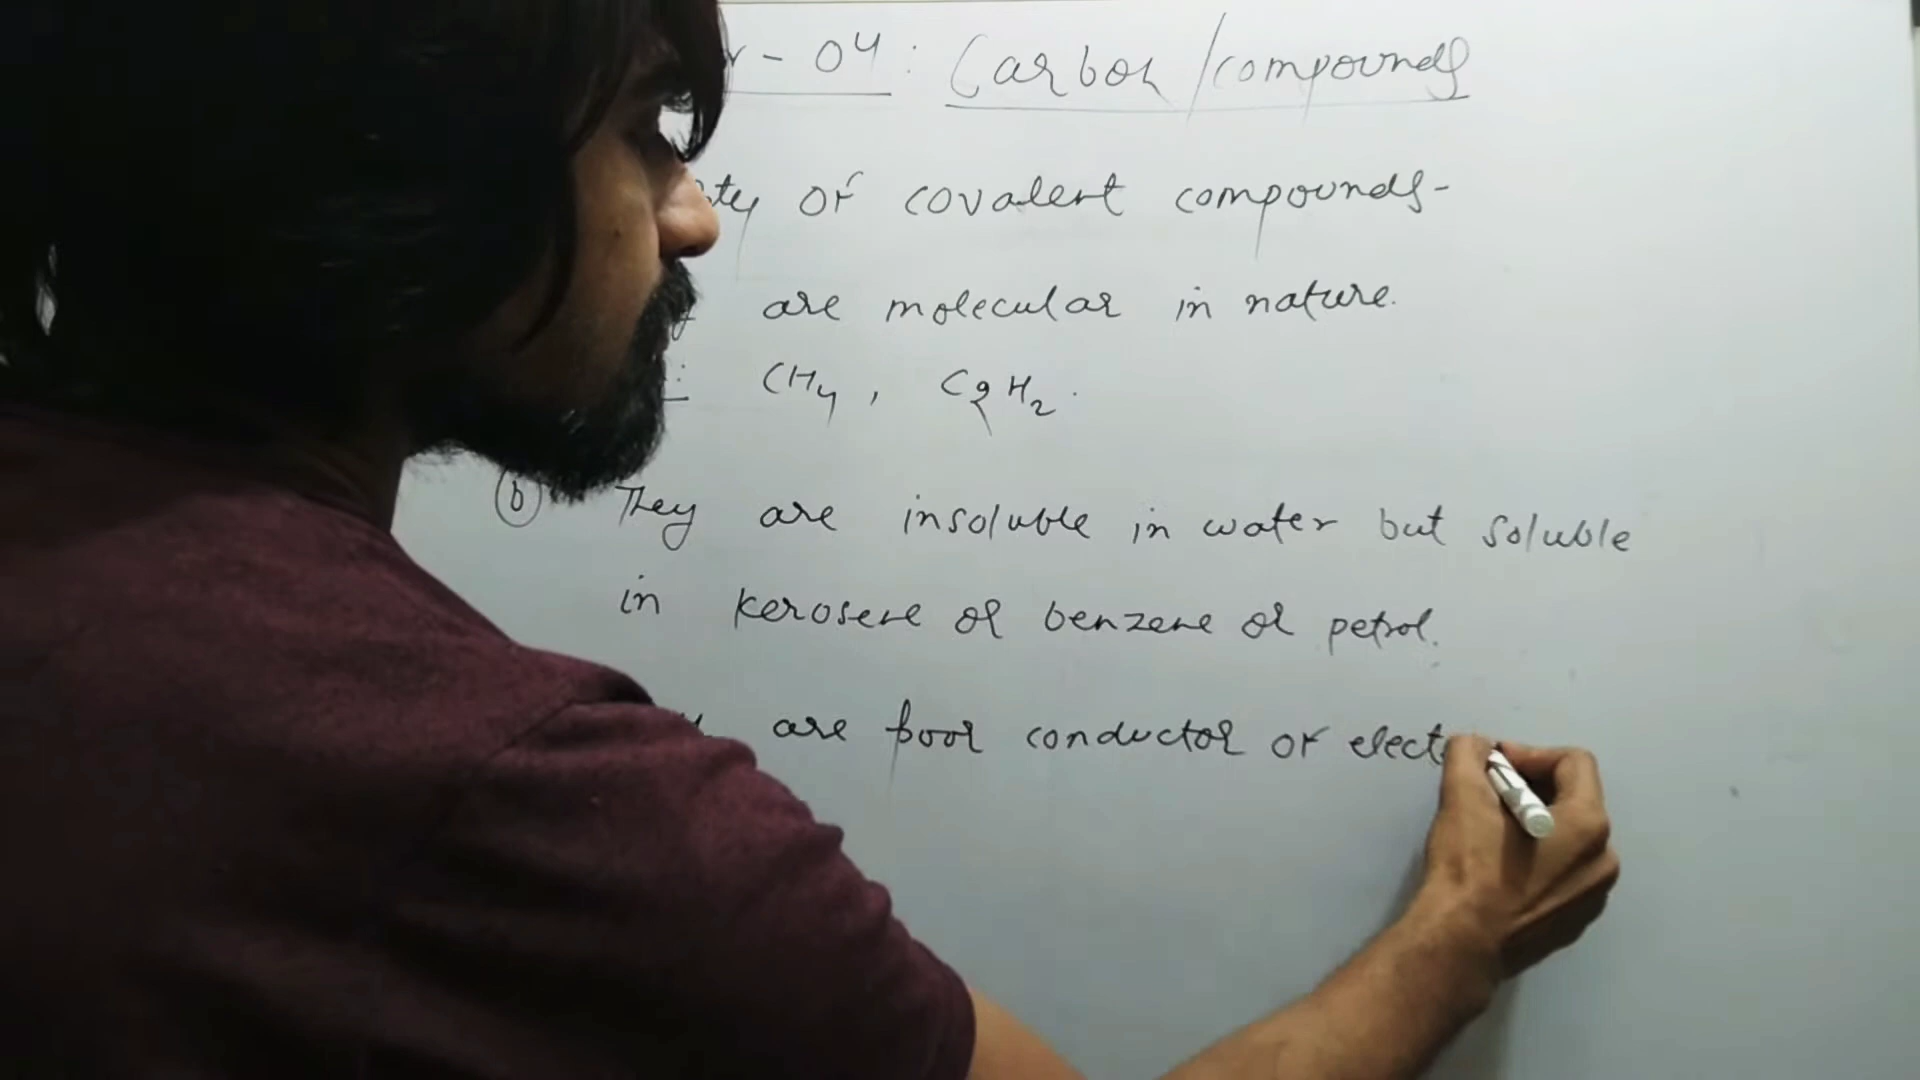 - 04 : Carbon/compounds
of covalent compounds-
are molecular in nature.
: CH4, C2H2.
b They are insoluble in water but soluble
in kerosene or benzene or petrol.
are poor conductor of elect